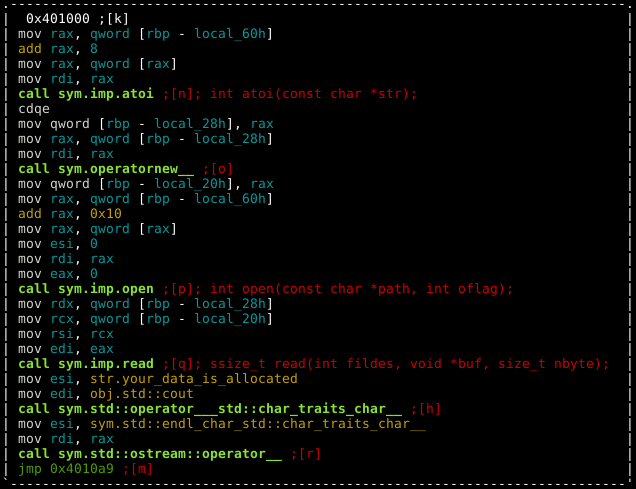 0x401000 ;[k]
mov rax, qword [rbp - local_60h]
add rax, 8
mov rax, qword [rax]
mov rdi, rax
call sym.imp.atoi ;[n]; int atoi(const char *str);
cdqe
mov qword [rbp - local_28h], rax
mov rax, qword [rbp - local_28h]
mov rdi, rax
call sym.operatornew__ ;[o]
mov qword [rbp - local_20h], rax
mov rax, qword [rbp - local_60h]
add rax, 0x10
mov rax, qword [rax]
mov esi, 0
mov rdi, rax
mov eax, 0
call sym.imp.open ;[p]; int open(const char *path, int oflag);
mov rdx, qword [rbp - local_28h]
mov rcx, qword [rbp - local_20h]
mov rsi, rcx
mov edi, eax
call sym.imp.read ;[q]; ssize_t read(int fildes, void *buf, size_t nbyte);
mov esi, str.your_data_is_allocated
mov edi, obj.std::cout
call sym.std::operator___std::char_traits_char__ ;[h]
mov esi, sym.std::endl_char_std::char_traits_char__
mov rdi, rax
call sym.std::ostream::operator__ ;[r]
jmp 0x4010a9 ;[m]